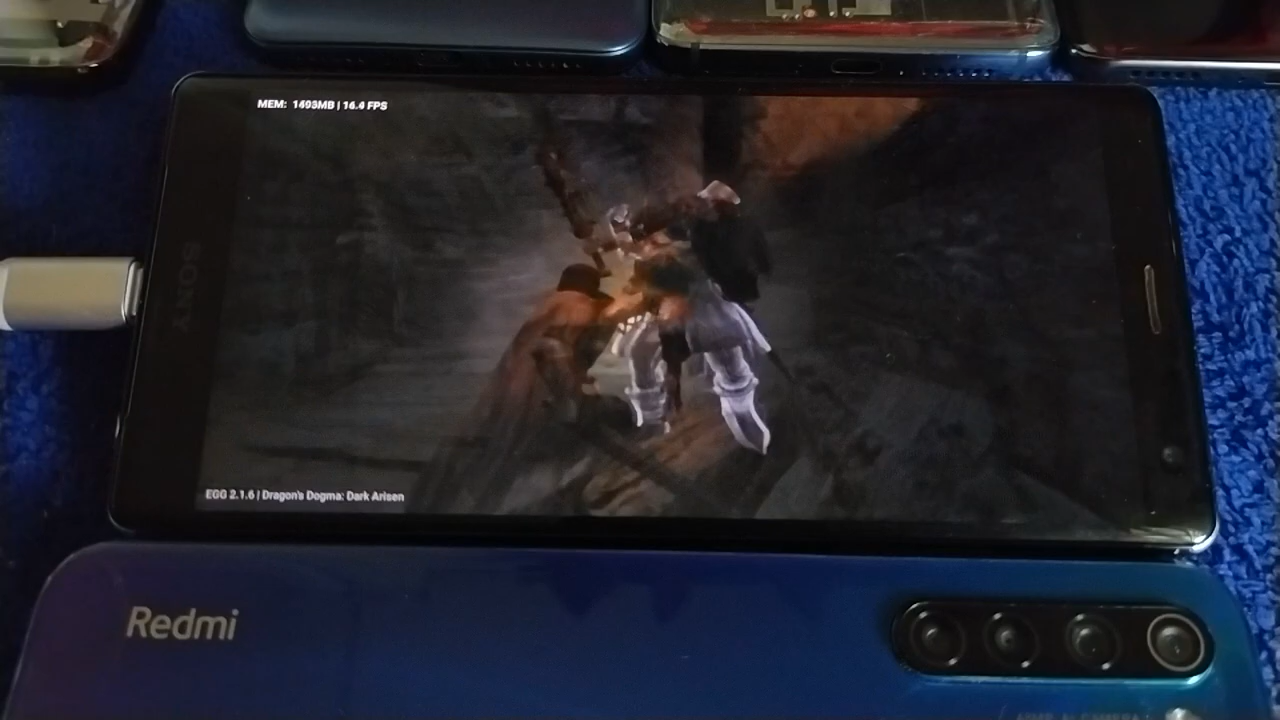 MEM: 1493MB | 16.4 FPS
SONY
EGG 2.1.6 | Dragon's Dogma: Dark Arisen
Redmi